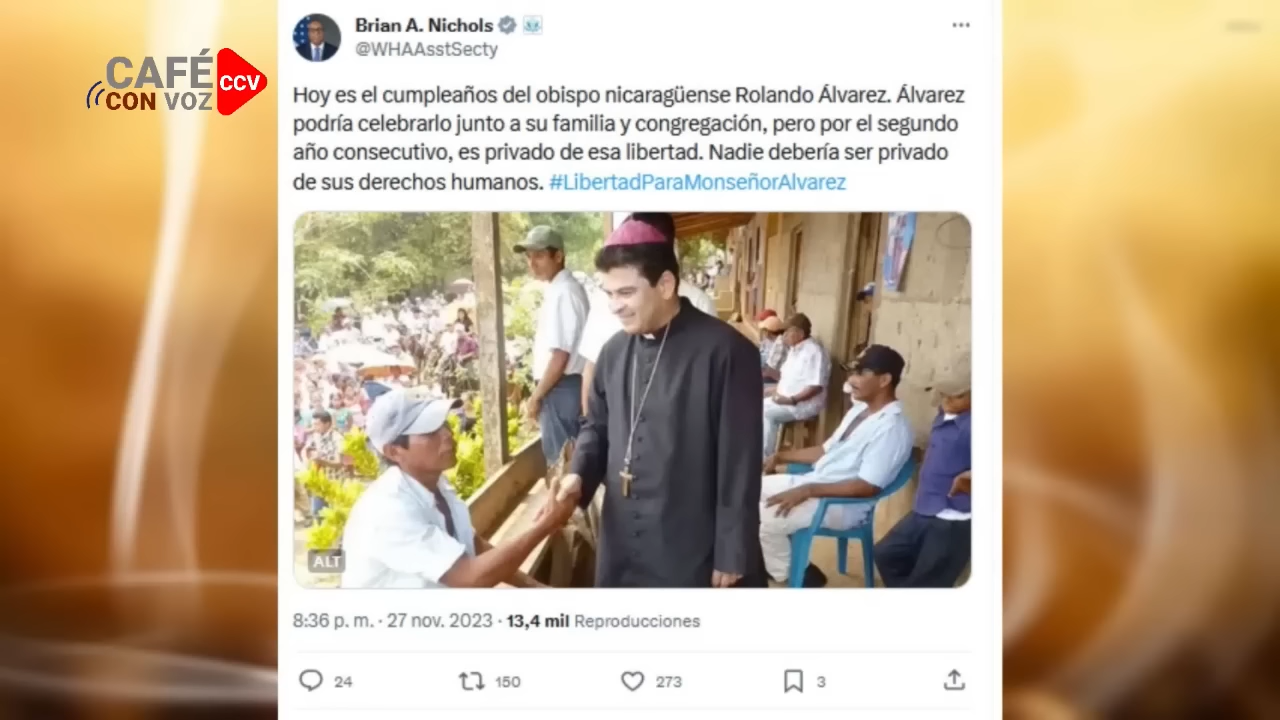 CAFÉ
CON VOZ
CCV
Brian A. Nichols
@WHAAsstSecty
Hoy es el cumpleaños del obispo nicaragüense Rolando Álvarez. Álvarez
podría celebrarlo junto a su familia y congregación, pero por el segundo
año consecutivo, es privado de esa libertad. Nadie debería ser privado
de sus derechos humanos. #LibertadParaMonseñorAlvarez
ALT
8:36 p. m. · 27 nov. 2023 · 13,4 mil Reproducciones
24 150 273 3